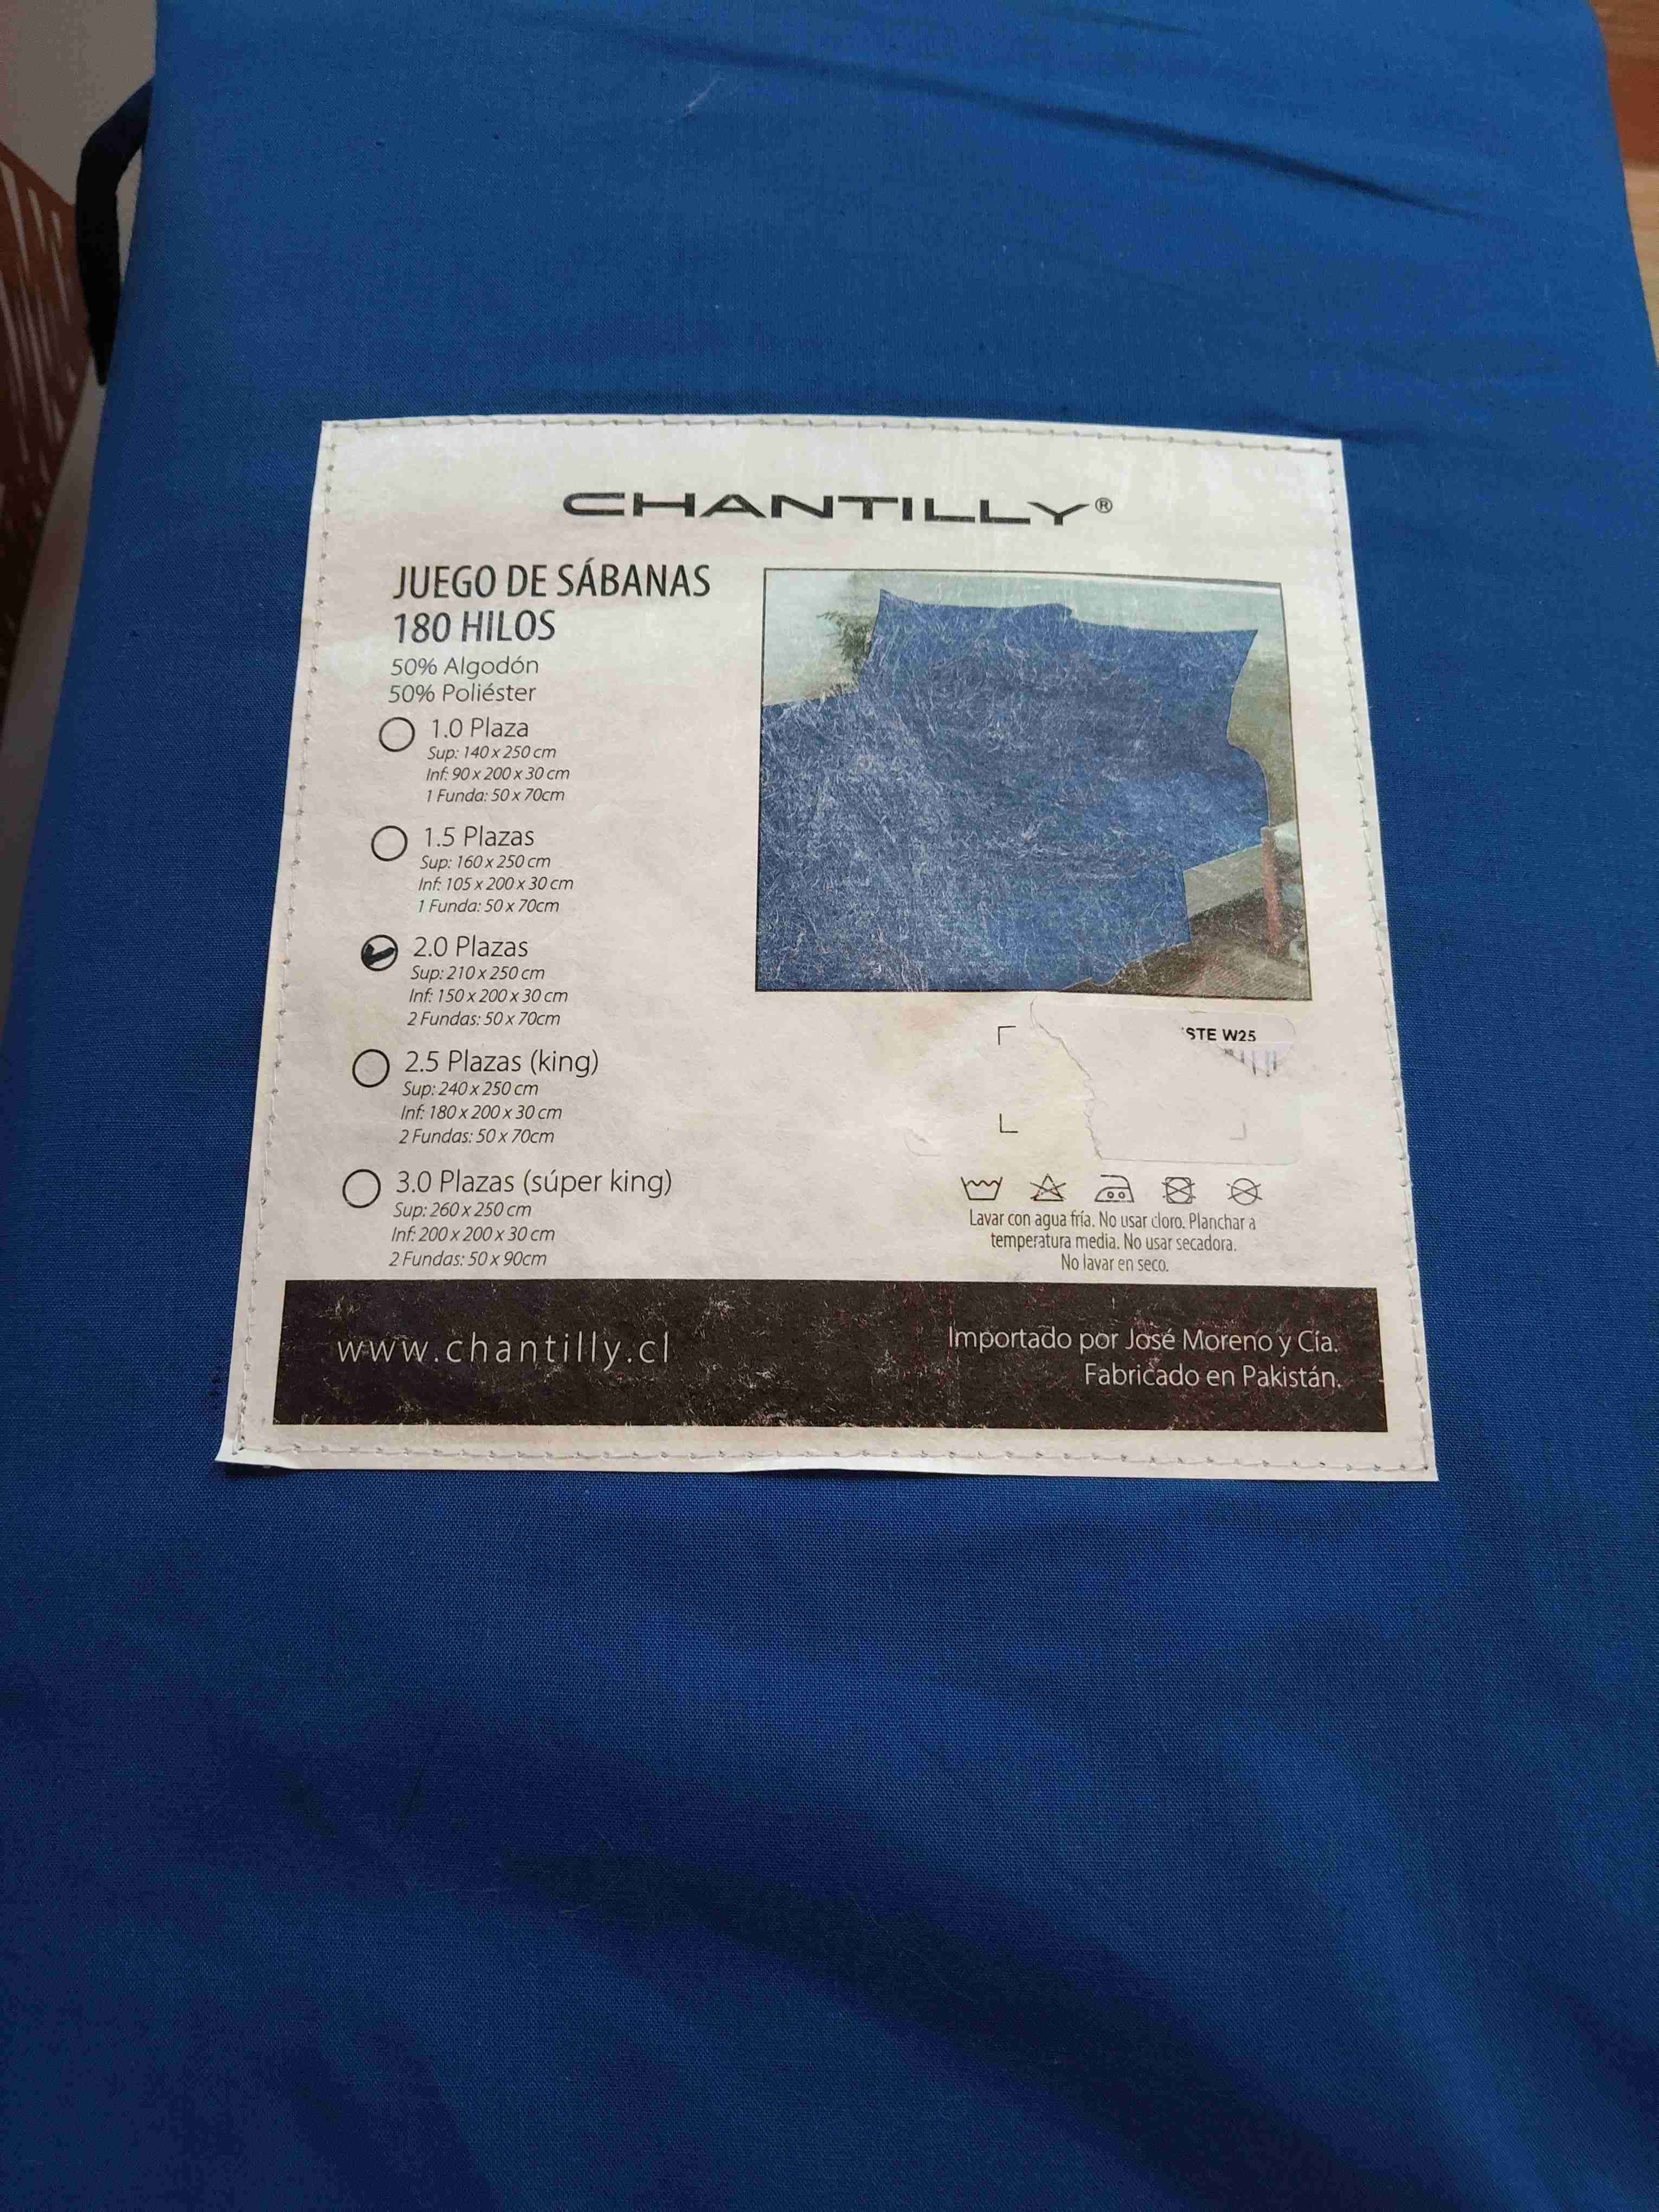 CHANTILLY®
JUEGO DE SÁBANAS
180 HILOS
50% Algodón
50% Poliéster
1.0 Plaza
Sup: 140 x 250 cm
Inf: 90 x 200 x 30 cm
1 Funda: 50 x 70cm
1.5 Plazas
Sup: 160 x 250 cm
Inf: 105 x 200 x 30 cm
1 Funda: 50 x 70cm
2.0 Plazas
Sup: 210 x 250 cm
Inf: 150 x 200 x 30 cm
2 Fundas: 50 x 70cm
2.5 Plazas (king)
Sup: 240 x 250 cm
Inf: 180 x 200 x 30 cm
2 Fundas: 50 x 70cm
3.0 Plazas (súper king)
Sup: 260 x 250 cm
Inf: 200 x 200 x 30 cm
2 Fundas: 50 x 90cm
STE W25
Lavar con agua fría. No usar cloro. Planchar a
temperatura media. No usar secadora.
No lavar en seco.
www.chantilly.cl
Importado por José Moreno y Cía.
Fabricado en Pakistán.